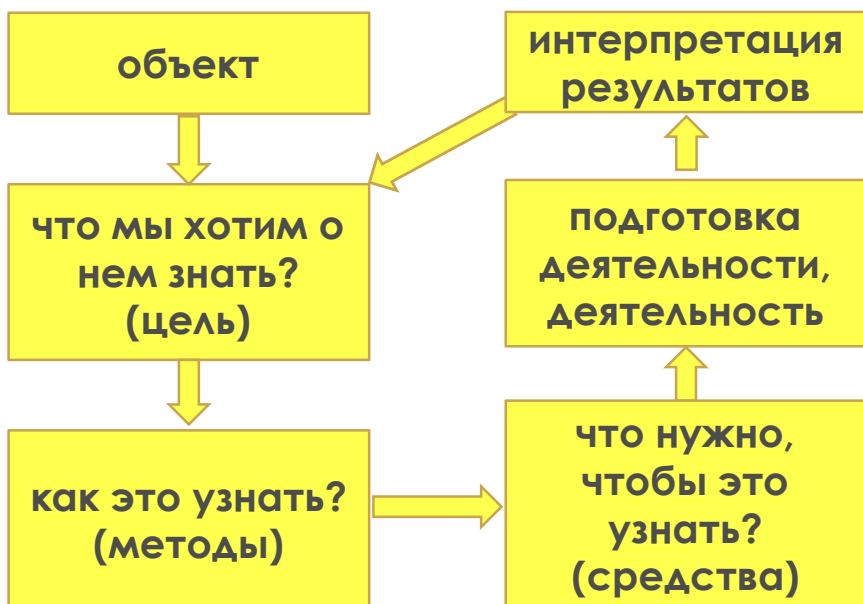 объект
что мы хотим о
нем знать?
(цель)
как это узнать?
(методы)
что нужно,
чтобы это
узнать?
(средства)
подготовка
деятельности,
деятельность
интерпретация
результатов